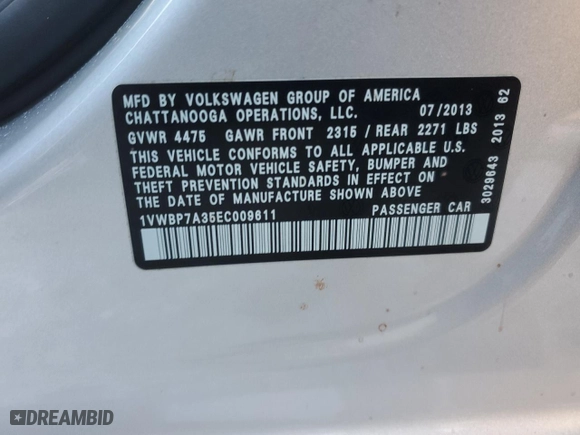 MFD BY VOLKSWAGEN GROUP OF AMERICA
CHATTANOOGA OPERATIONS, LLC. 07/2013
GVWR 4475 GAWR FRONT 2315 / REAR 2271 LBS
THIS VEHICLE CONFORMS TO ALL APPLICABLE U.S.
FEDERAL MOTOR VEHICLE SAFETY, BUMPER AND
THEFT PREVENTION STANDARDS IN EFFECT ON THE
DATE OF MANUFACTURE SHOWN ABOVE
1VWBP7A35EC009611 PASSENGER CAR
3029643 2013 62
DREAMBID